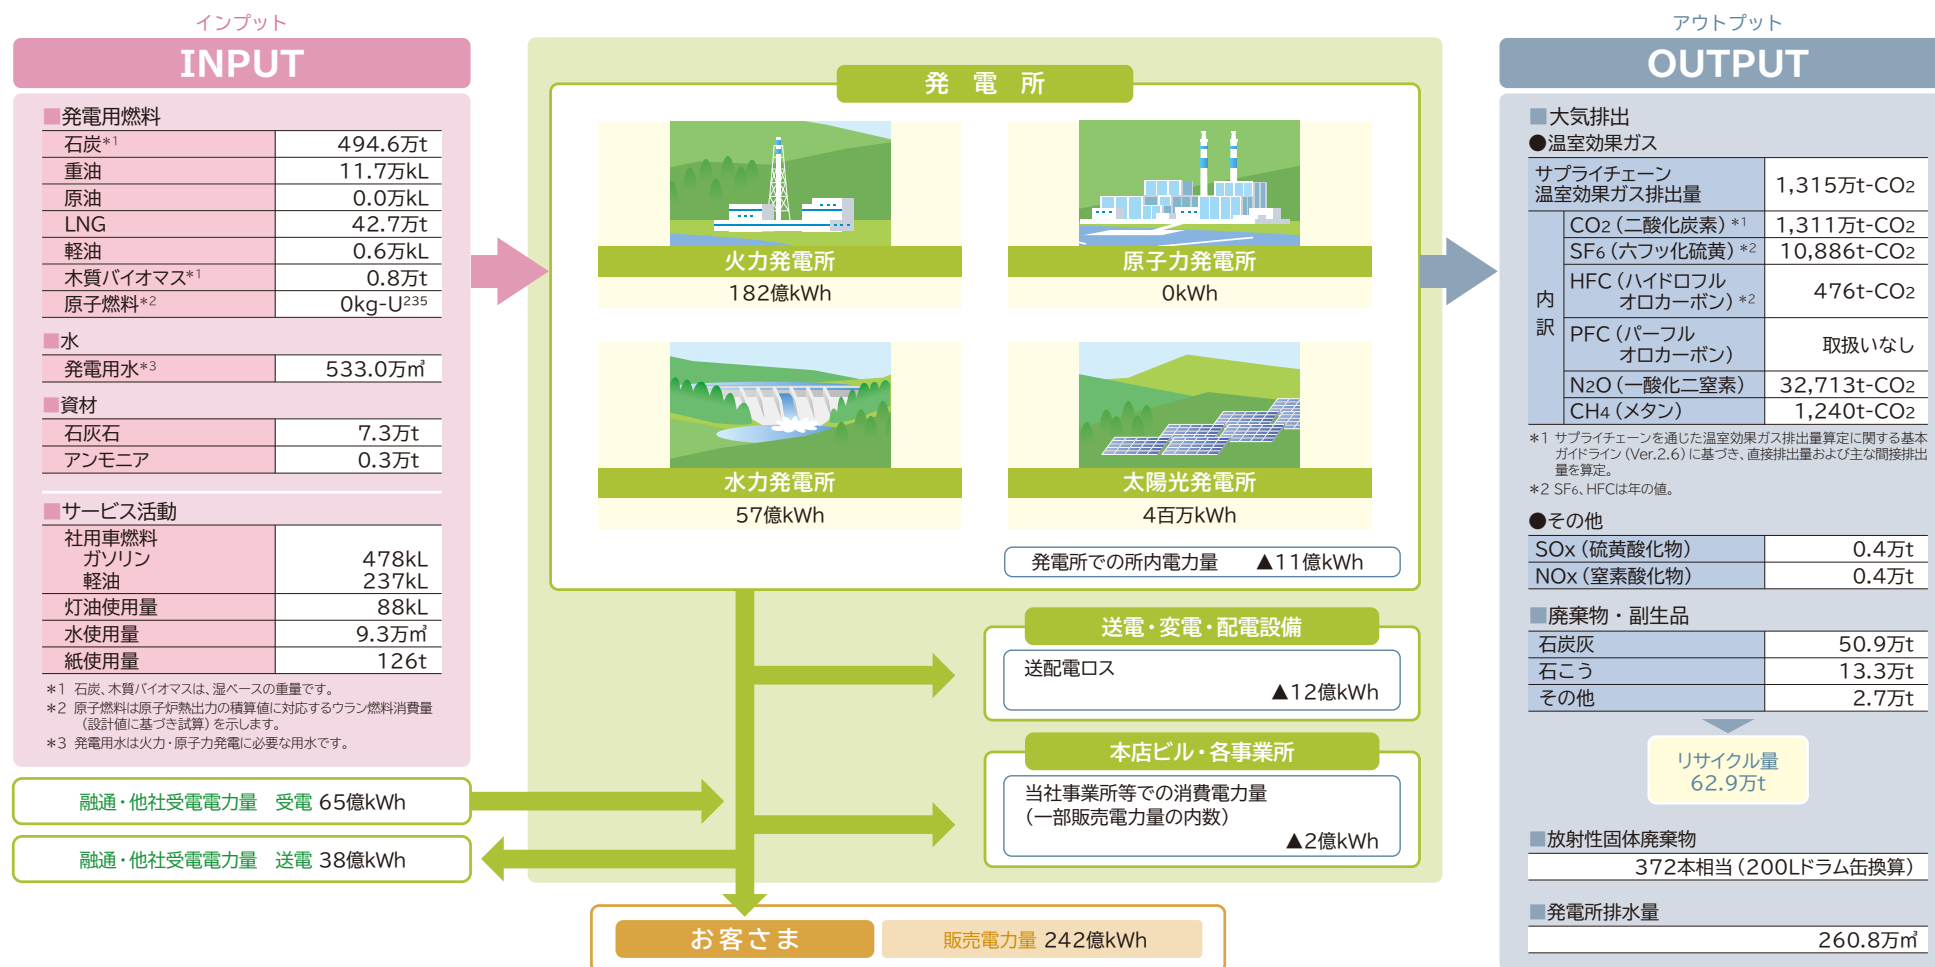 インプット
INPUT
■発電用燃料
石炭*1 494.6万t
重油 11.7万kL
原油 0.0万kL
LNG 42.7万t
軽油 0.6万kL
木質バイオマス*1 0.8万t
原子燃料*2 0kg-U235
■水
発電用水*3 533.0万㎥
■資材
石灰石 7.3万t
アンモニア 0.3万t
■サービス活動
社用車燃料
ガソリン 478kL
軽油 237kL
灯油使用量 88kL
水使用量 9.3万㎥
紙使用量 126t
*1 石炭、木質バイオマスは、湿ベースの重量です。
*2 原子燃料は原子炉熱出力の積算値に対応するウラン燃料消費量
（設計値に基づき試算）を示します。
*3 発電用水は火力・原子力発電に必要な用水です。
融通・他社受電電力量 受電 65億kWh
融通・他社受電電力量 送電 38億kWh
発電所
火力発電所
182億kWh
原子力発電所
0kWh
水力発電所
57億kWh
太陽光発電所
4百万kWh
発電所での所内電力量 ▲11億kWh
送電・変電・配電設備
送配電ロス
▲12億kWh
本店ビル・各事業所
当社事業所等での消費電力量
（一部販売電力量の内数）
▲2億kWh
お客さま
販売電力量 242億kWh
アウトプット
OUTPUT
■大気排出
●温室効果ガス
サプライチェーン
温室効果ガス排出量 1,315万t-CO2
内訳
CO2（二酸化炭素）*1 1,311万t-CO2
SF6（六フッ化硫黄）*2 10,886t-CO2
HFC（ハイドロフル
オロカーボン）*2 476t-CO2
PFC（パーフル
オロカーボン） 取扱いなし
N2O（一酸化二窒素） 32,713t-CO2
CH4（メタン） 1,240t-CO2
*1 サプライチェーンを通じた温室効果ガス排出量算定に関する基本
ガイドライン（Ver.2.6）に基づき、直接排出量および主な間接排出
量を算定。
*2 SF6、HFCは年の値。
●その他
SOx（硫黄酸化物） 0.4万t
NOx（窒素酸化物） 0.4万t
■廃棄物・副生品
石炭灰 50.9万t
石こう 13.3万t
その他 2.7万t
リサイクル量
62.9万t
■放射性固体廃棄物
372本相当（200Lドラム缶換算）
■発電所排水量
260.8万㎥